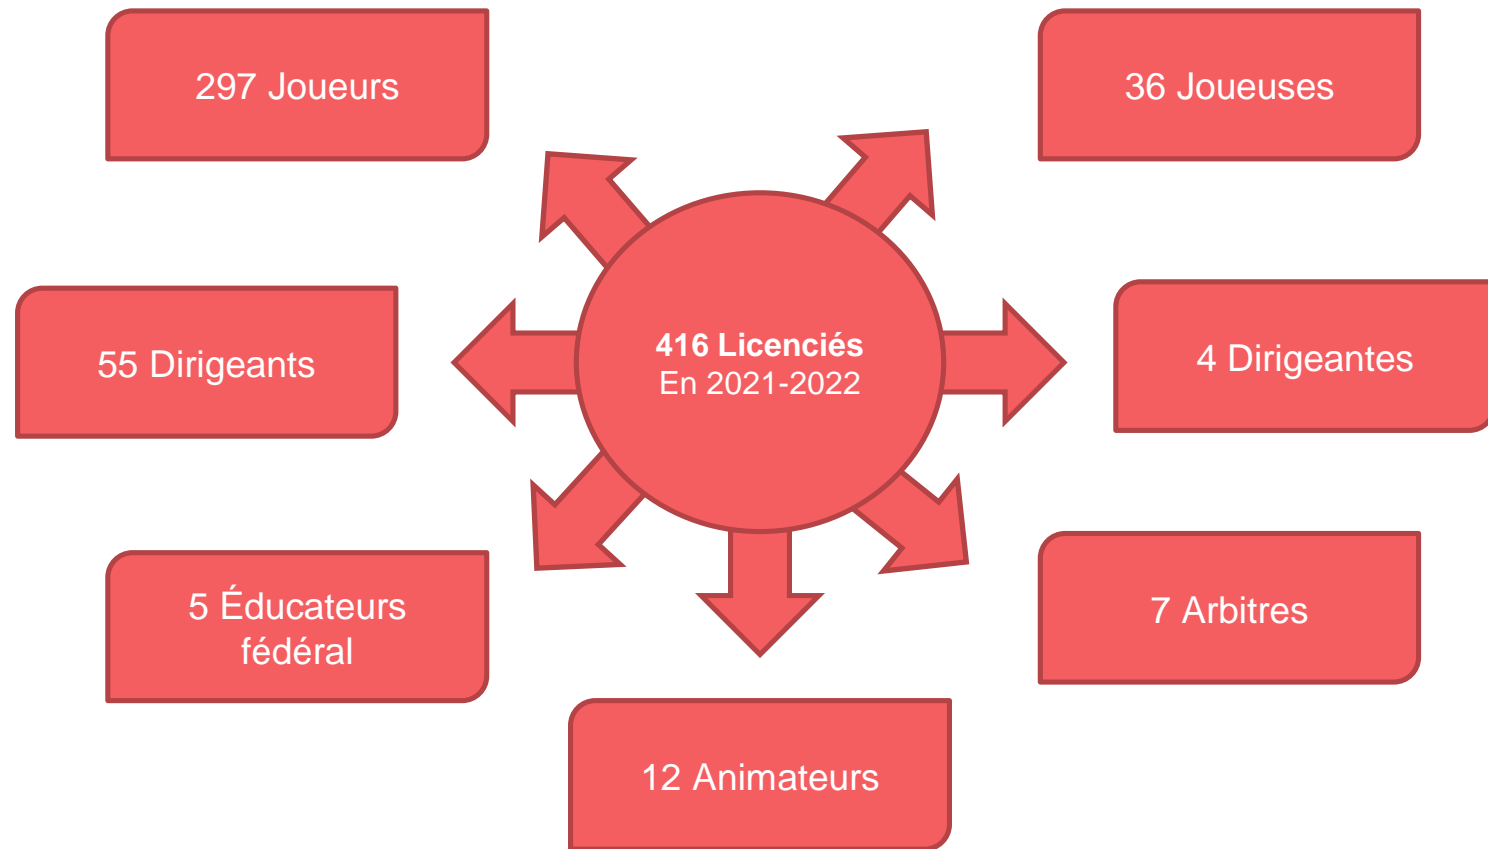 297 Joueurs
36 Joueuses
416 Licenciés
En 2021-2022
55 Dirigeants
4 Dirigeantes
5 Éducateurs
fédéral
7 Arbitres
12 Animateurs